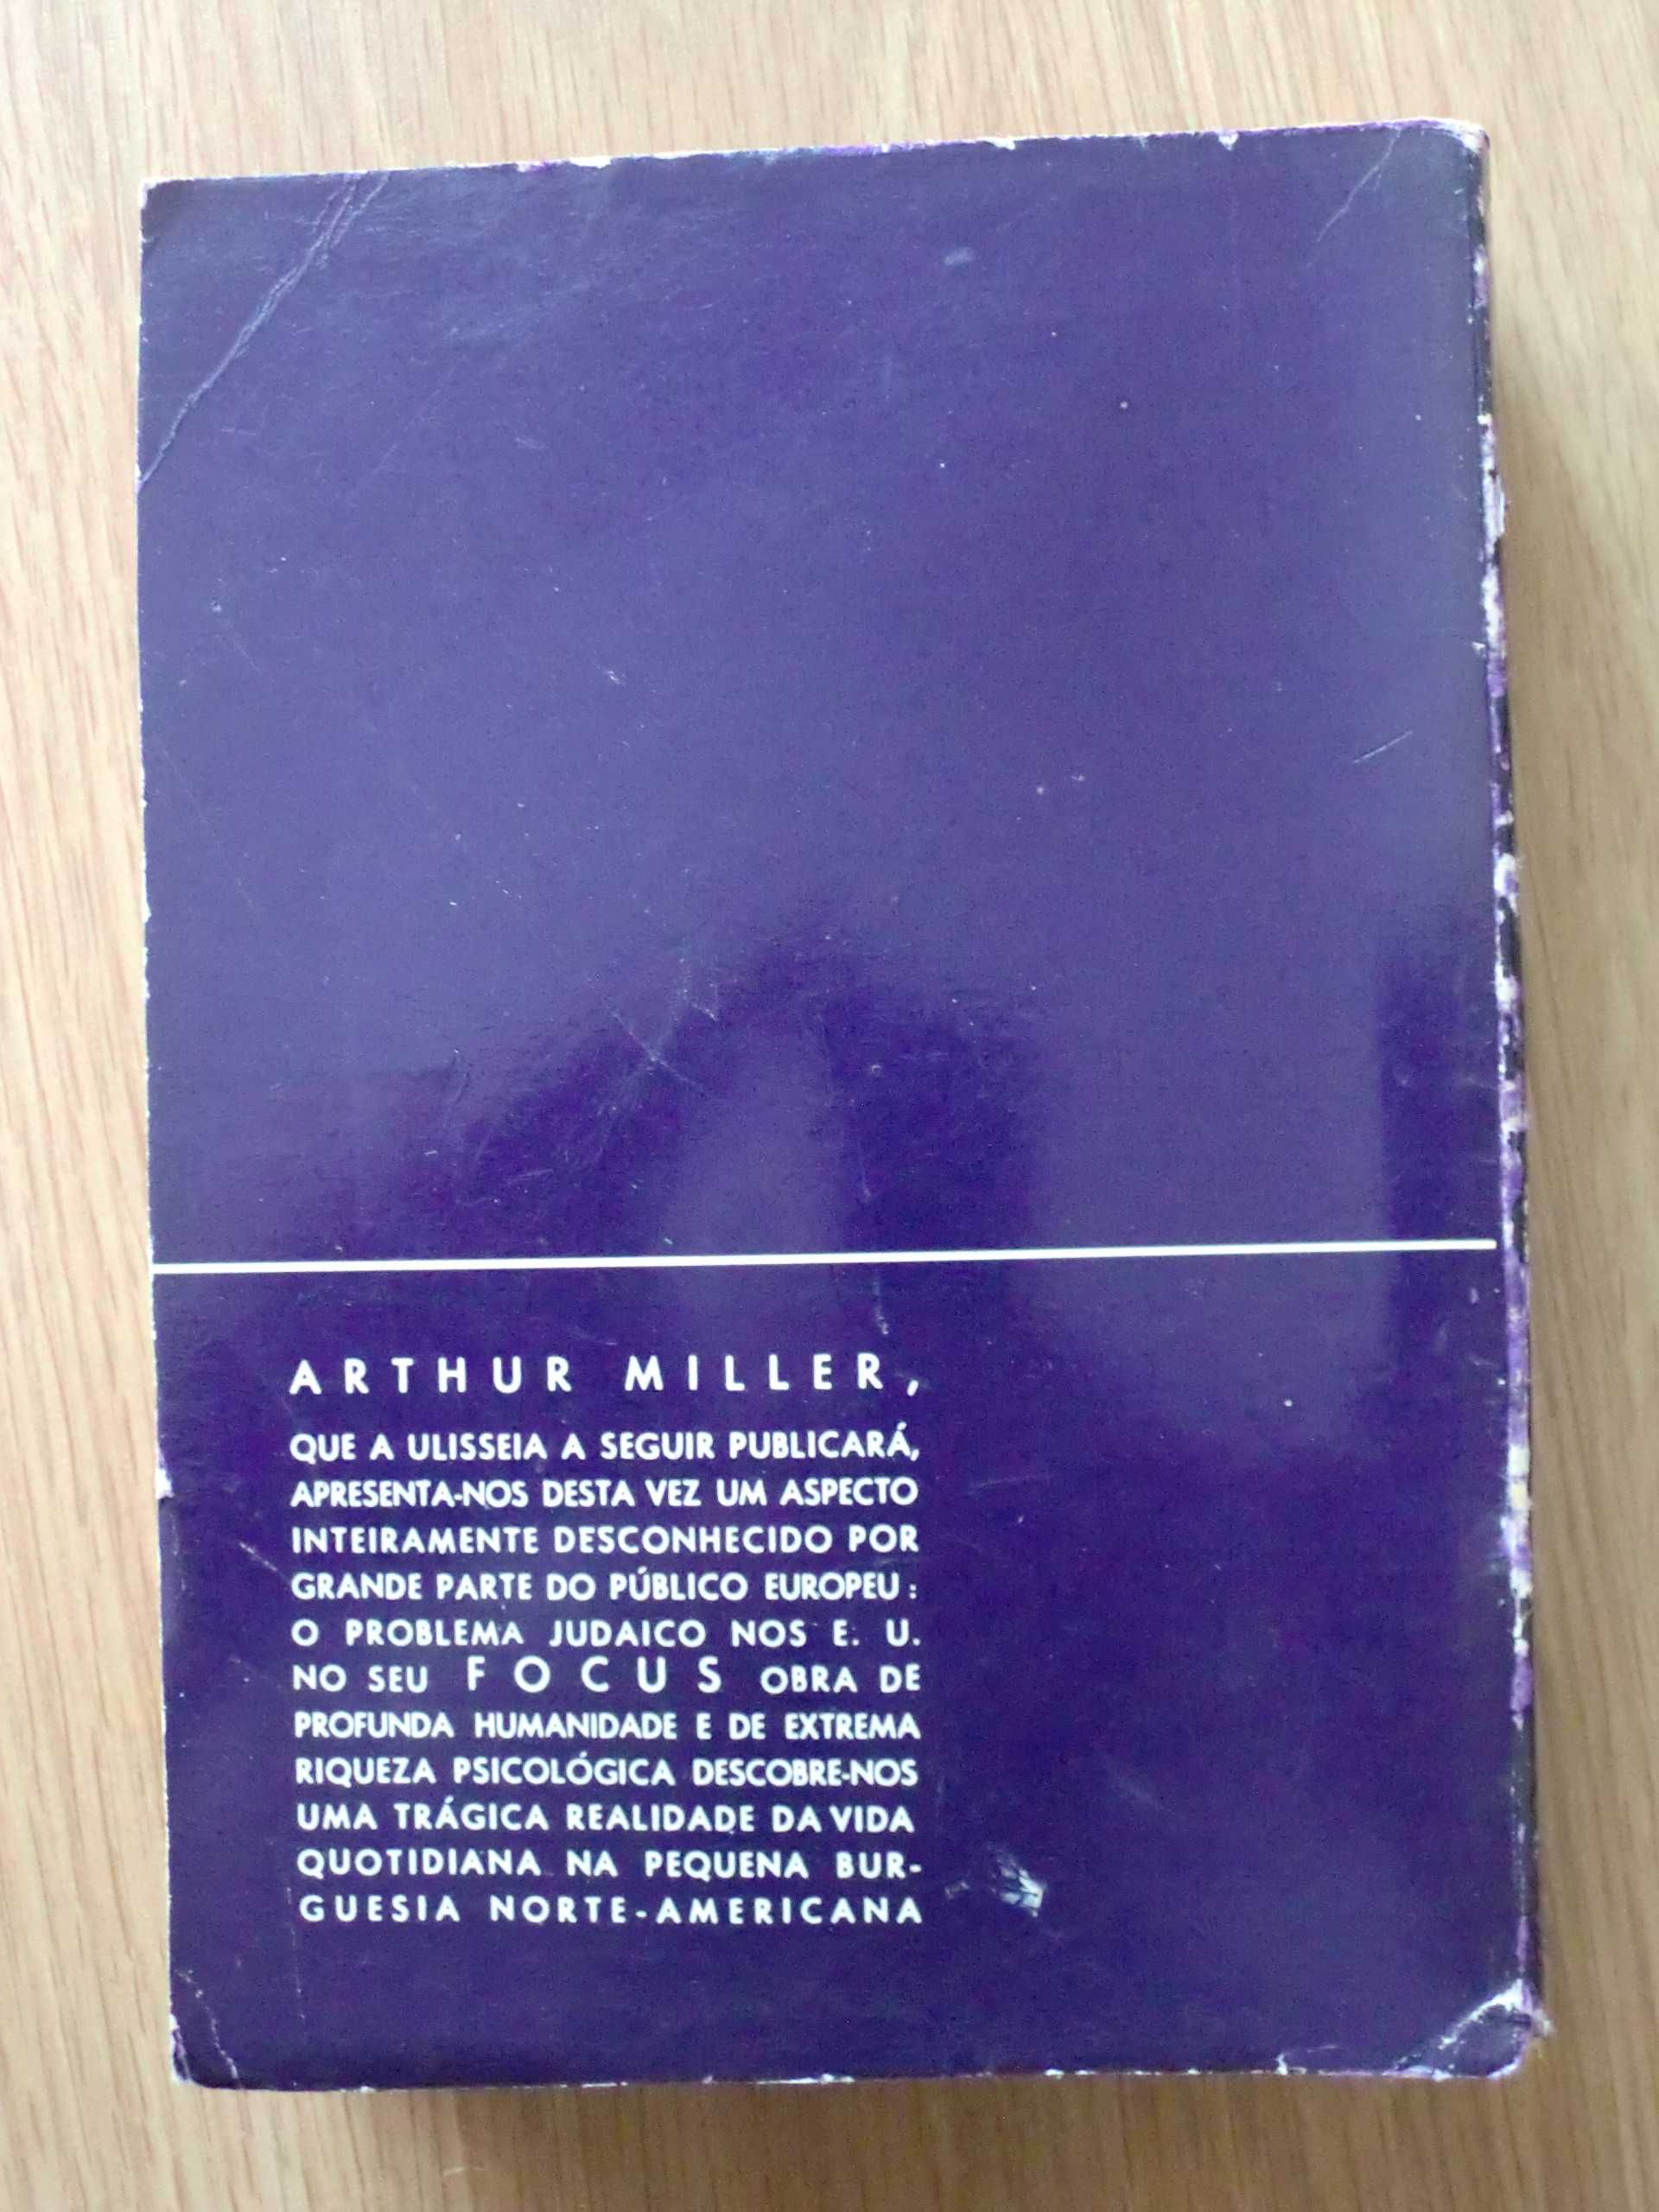 ARTHUR MILLER,
QUE A ULISSEIA A SEGUIR PUBLICARÁ,
APRESENTA-NOS DESTA VEZ UM ASPECTO
INTEIRAMENTE DESCONHECIDO POR
GRANDE PARTE DO PÚBLICO EUROPEU:
O PROBLEMA JUDAICO NOS E. U.
NO SEU FOCUS OBRA DE
PROFUNDA HUMANIDADE E DE EXTREMA
RIQUEZA PSICOLÓGICA DESCOBRE-NOS
UMA TRÁGICA REALIDADE DA VIDA
QUOTIDIANA NA PEQUENA BUR-
GUESIA NORTE-AMERICANA